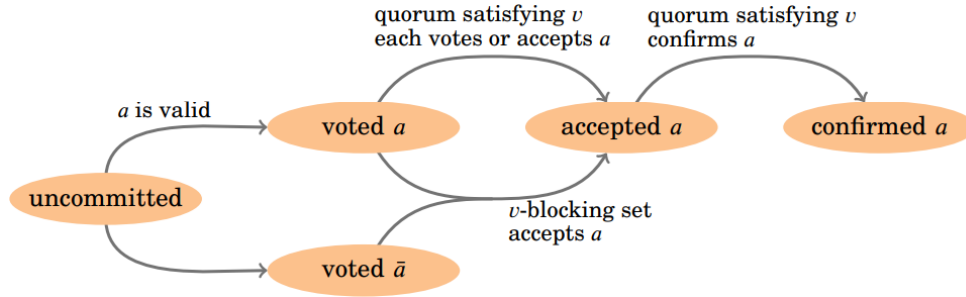 quorum satisfying v
each votes or accepts a
quorum satisfying v
confirms a
a is valid
voted a
accepted a
confirmed a
uncommitted
v-blocking set
accepts a
voted ā